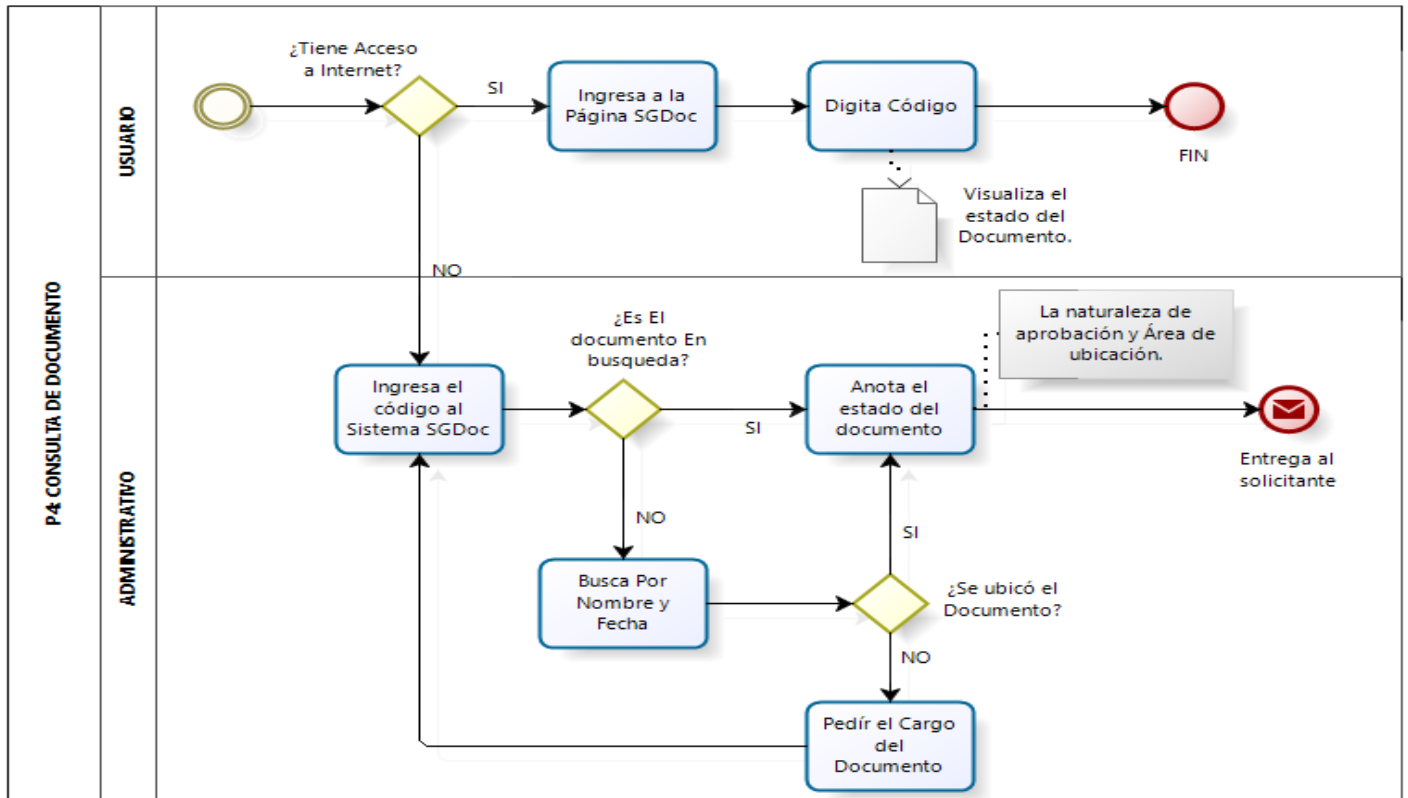 P4: CONSULTA DE DOCUMENTO
USUARIO
¿Tiene Acceso
a Internet?
SI
Ingresa a la
Página SGDoc
Digita Código
FIN
Visualiza el
estado del
Documento.
NO
ADMINISTRATIVO
¿Es El
documento En
busqueda?
La naturaleza de
aprobación y Área de
ubicación.
Ingresa el
código al
Sistema SGDoc
SI
Anota el
estado del
documento
Entrega al
solicitante
NO
SI
Busca Por
Nombre y
Fecha
¿Se ubicó el
Documento?
NO
Pedír el Cargo
del
Documento